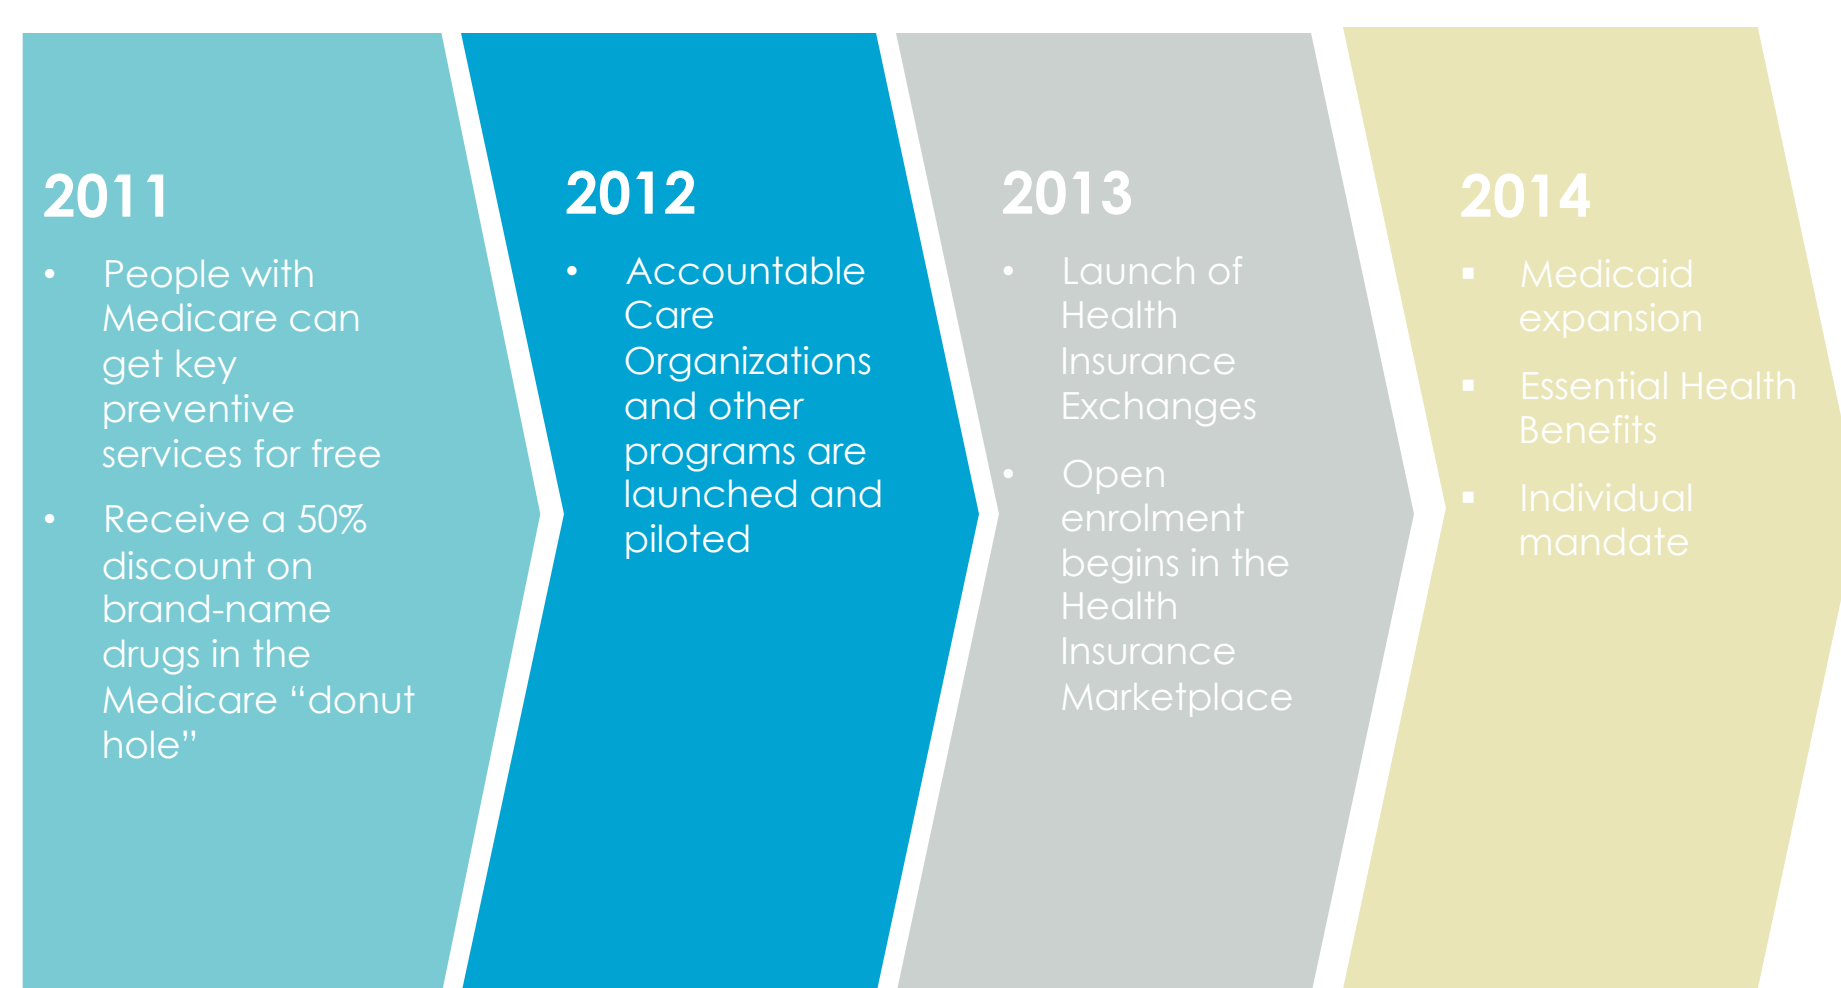 2011
• People with
Medicare can
get key
preventive
services for free
• Receive a 50%
discount on
brand-name
drugs in the
Medicare “donut
hole”
2012
• Accountable
Care
Organizations
and other
programs are
launched and
piloted
2013
• Launch of
Health
Insurance
Exchanges
• Open
enrolment
begins in the
Health
Insurance
Marketplace
2014
▪ Medicaid
expansion
▪ Essential Health
Benefits
▪ Individual
mandate